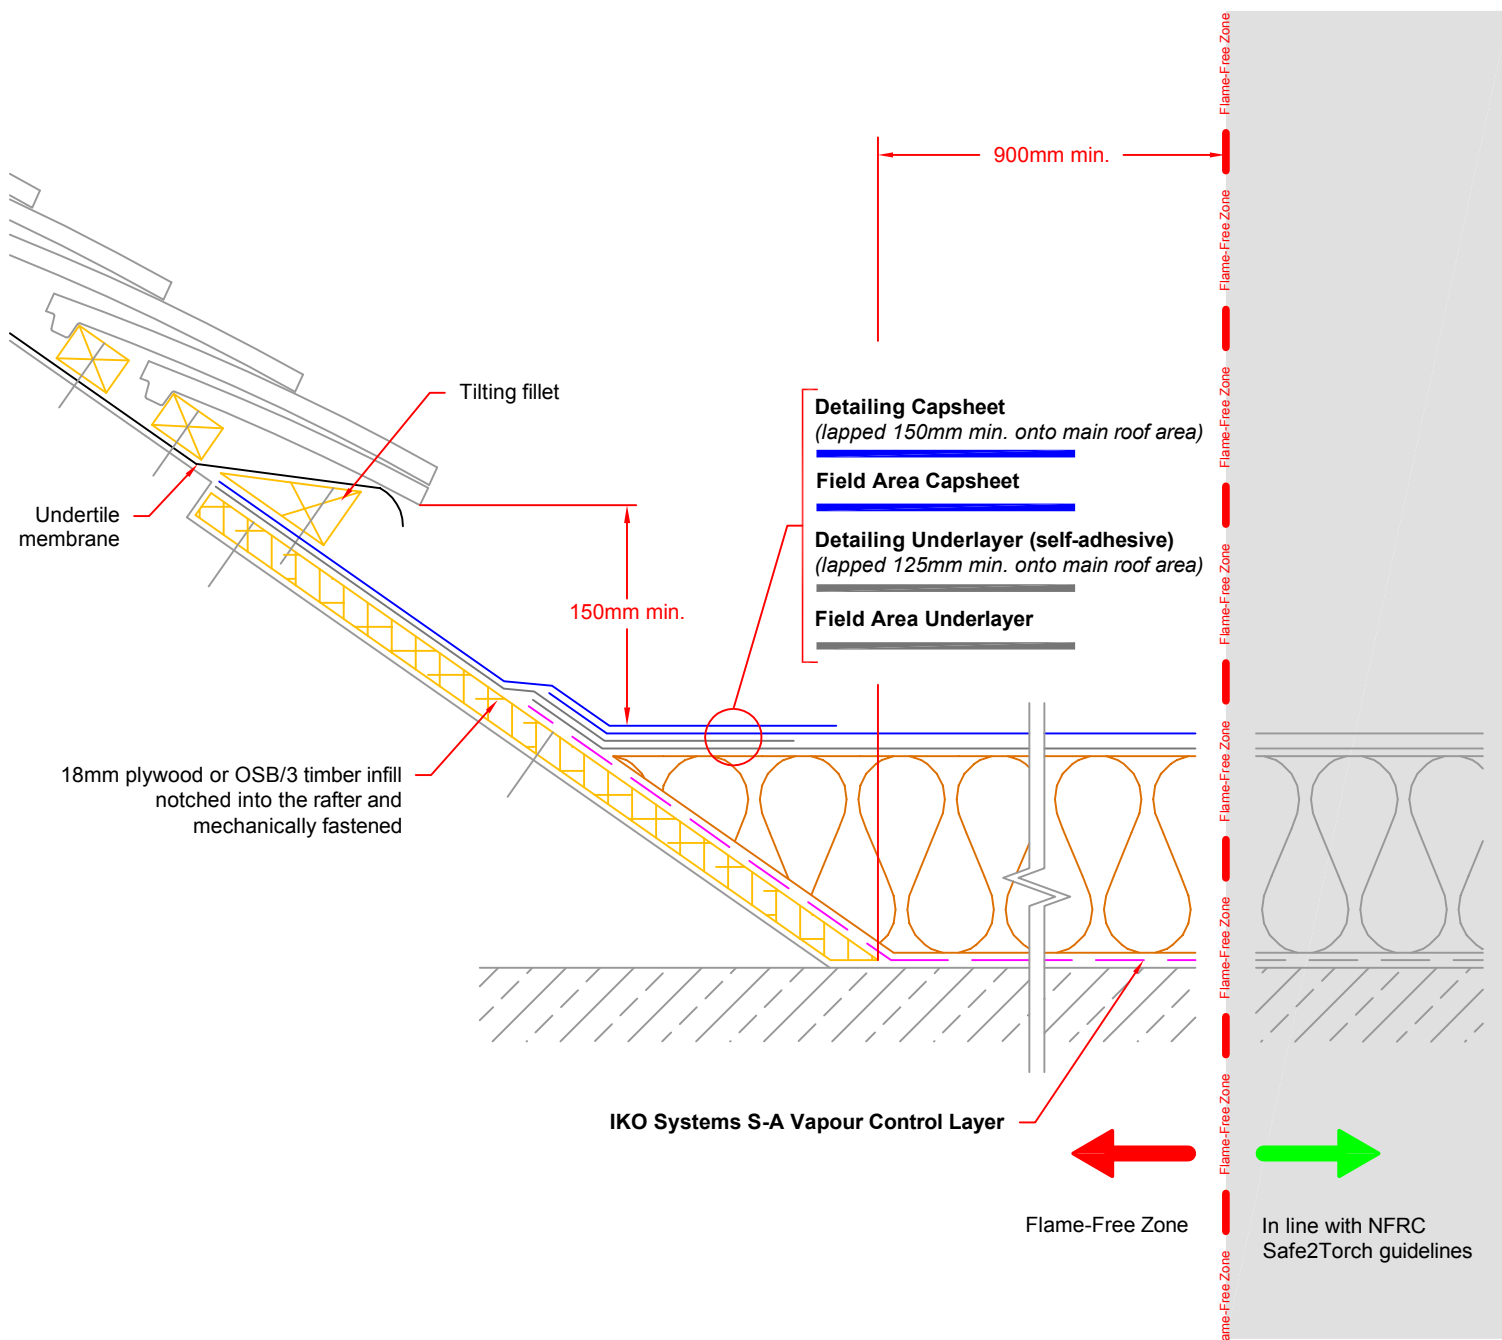 900mm min.
Tilting fillet
Detailing Capsheet
(lapped 150mm min. onto main roof area)
Field Area Capsheet
Detailing Underlayer (self-adhesive)
(lapped 125mm min. onto main roof area)
Field Area Underlayer
Undertile
membrane
150mm min.
18mm plywood or OSB/3 timber infill
notched into the rafter and
mechanically fastened
IKO Systems S-A Vapour Control Layer
Flame-Free Zone
In line with NFRC
Safe2Torch guidelines
Flame-Free Zone
Flame-Free Zone
Flame-Free Zone
Flame-Free Zone
Flame-Free Zone
Flame-Free Zone
Flame-Free Zone
ame-Free Zone